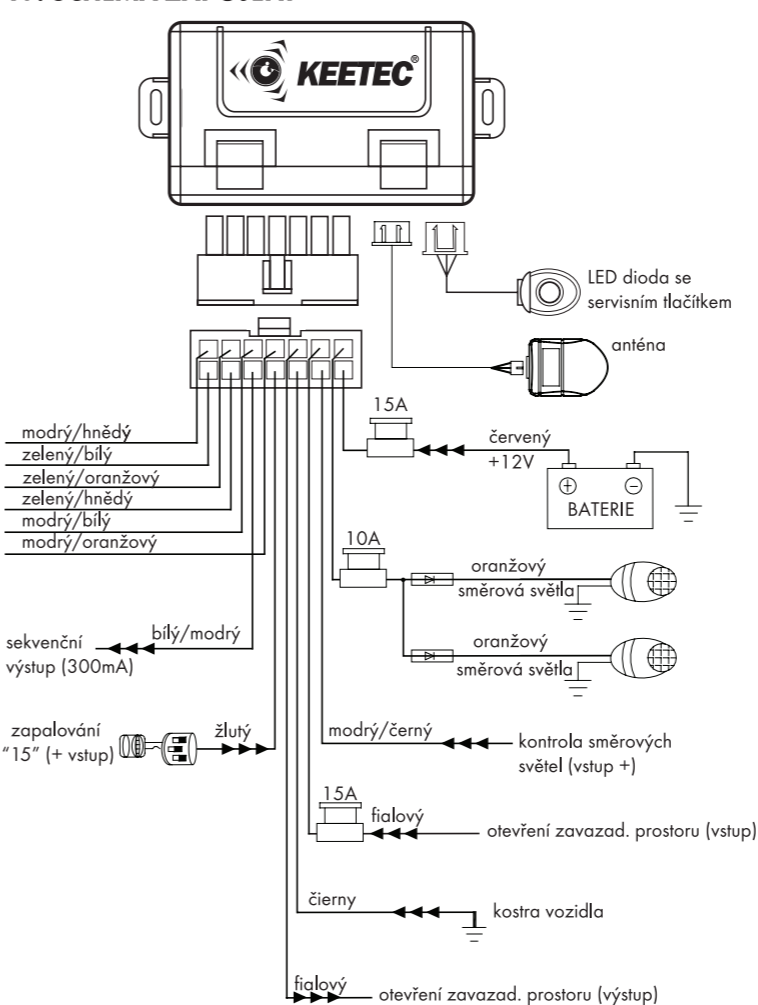 KEETEC®
LED dioda se
servisním tlačítkem
anténa
15A
červený
+12V
BATERIE
modrý/hnědý
zelený/bílý
zelený/oranžový
zelený/hnědý
modrý/bílý
modrý/oranžový
10A
oranžový
směrová světla
oranžový
směrová světla
bílý/modrý
sekvenční
výstup (300mA)
zapalování
"15" (+ vstup)
žlutý
modrý/černý
kontrola směrových
světel (vstup +)
15A
fialový
otevření zavazad. prostoru (vstup)
čierny
kostra vozidla
fialový
otevření zavazad. prostoru (výstup)